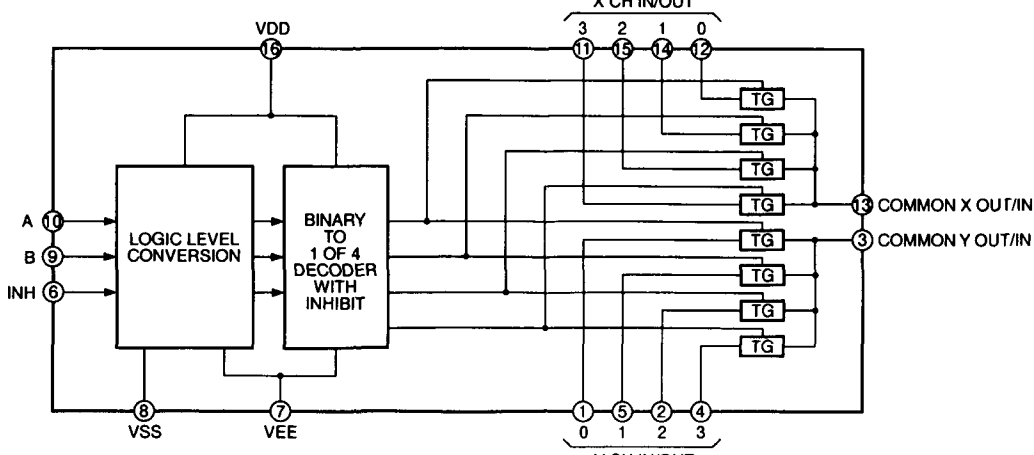 X CH IN/OUT
VDD
3 2 1 0
16
11 15 14 12
TG
TG
TG
TG
A 10
13 COMMON X OUT/IN
BINARY
TO
1 OF 4
DECODER
WITH
INHIBIT
LOGIC LEVEL
CONVERSION
TG
3 COMMON Y OUT/IN
B 9
TG
INH 6
TG
TG
8
7
1 5 2 4
VSS
VEE
0 1 2 3